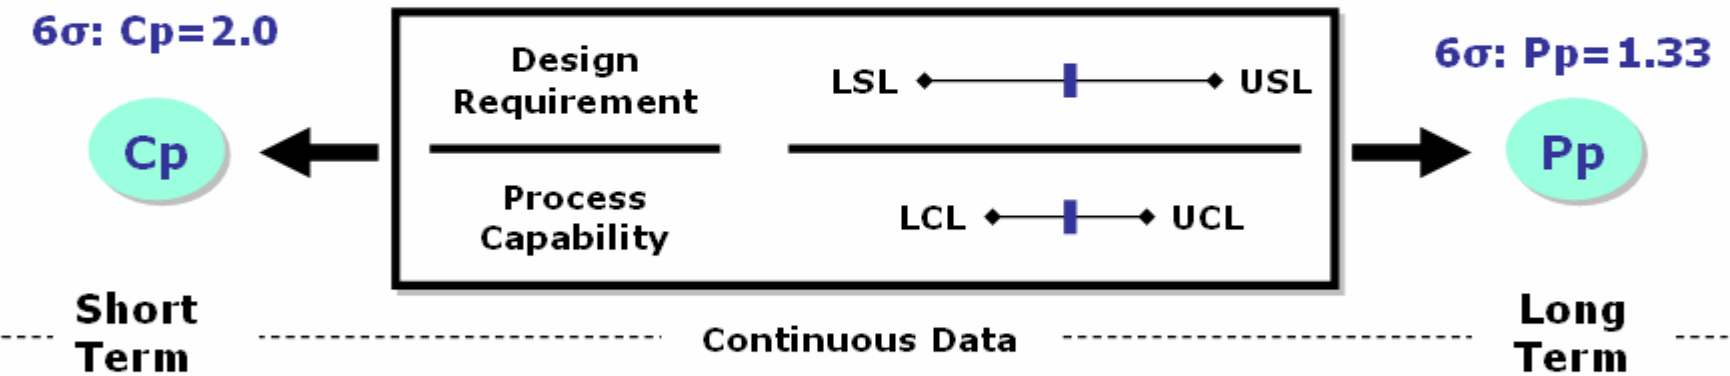 6σ: Cp=2.0
Cp
Short
Term
Design
Requirement
Process
Capability
LSL USL
LCL UCL
Continuous Data
6σ: Pp=1.33
Pp
Long
Term